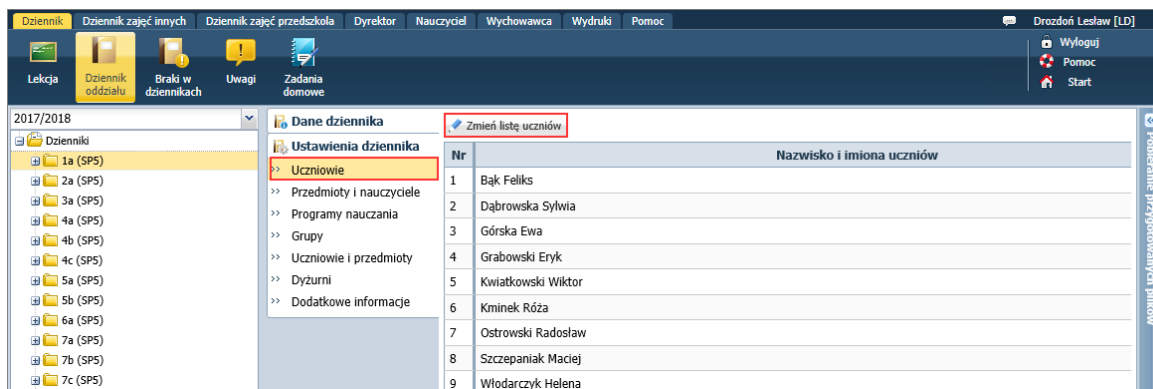 Dziennik Dziennik zajęć innych Dziennik zajęć przedszkola Dyrektor Nauczyciel Wychowawca Wydruki Pomoc Drozdoń Lesław [LD]
Lekcja
Dziennik oddziału
Braki w dziennikach
Uwagi
Zadania domowe
Wyloguj
Pomoc
Start
2017/2018
Dzienniki
1a (SP5)
2a (SP5)
3a (SP5)
4a (SP5)
4b (SP5)
4c (SP5)
5a (SP5)
5b (SP5)
6a (SP5)
7a (SP5)
7b (SP5)
7c (SP5)
Dane dziennika
Ustawienia dziennika
Uczniowie
Przedmioty i nauczyciele
Programy nauczania
Grupy
Uczniowie i przedmioty
Dyżurni
Dodatkowe informacje
Zmień listę uczniów
Nr Nazwisko i imiona uczniów
1 Bąk Feliks
2 Dąbrowska Sylwia
3 Górska Ewa
4 Grabowski Eryk
5 Kwiatkowski Wiktor
6 Kminek Róża
7 Ostrowski Radosław
8 Szczepaniak Maciej
9 Włodarczyk Helena
Pobieranie przygotowanych plików